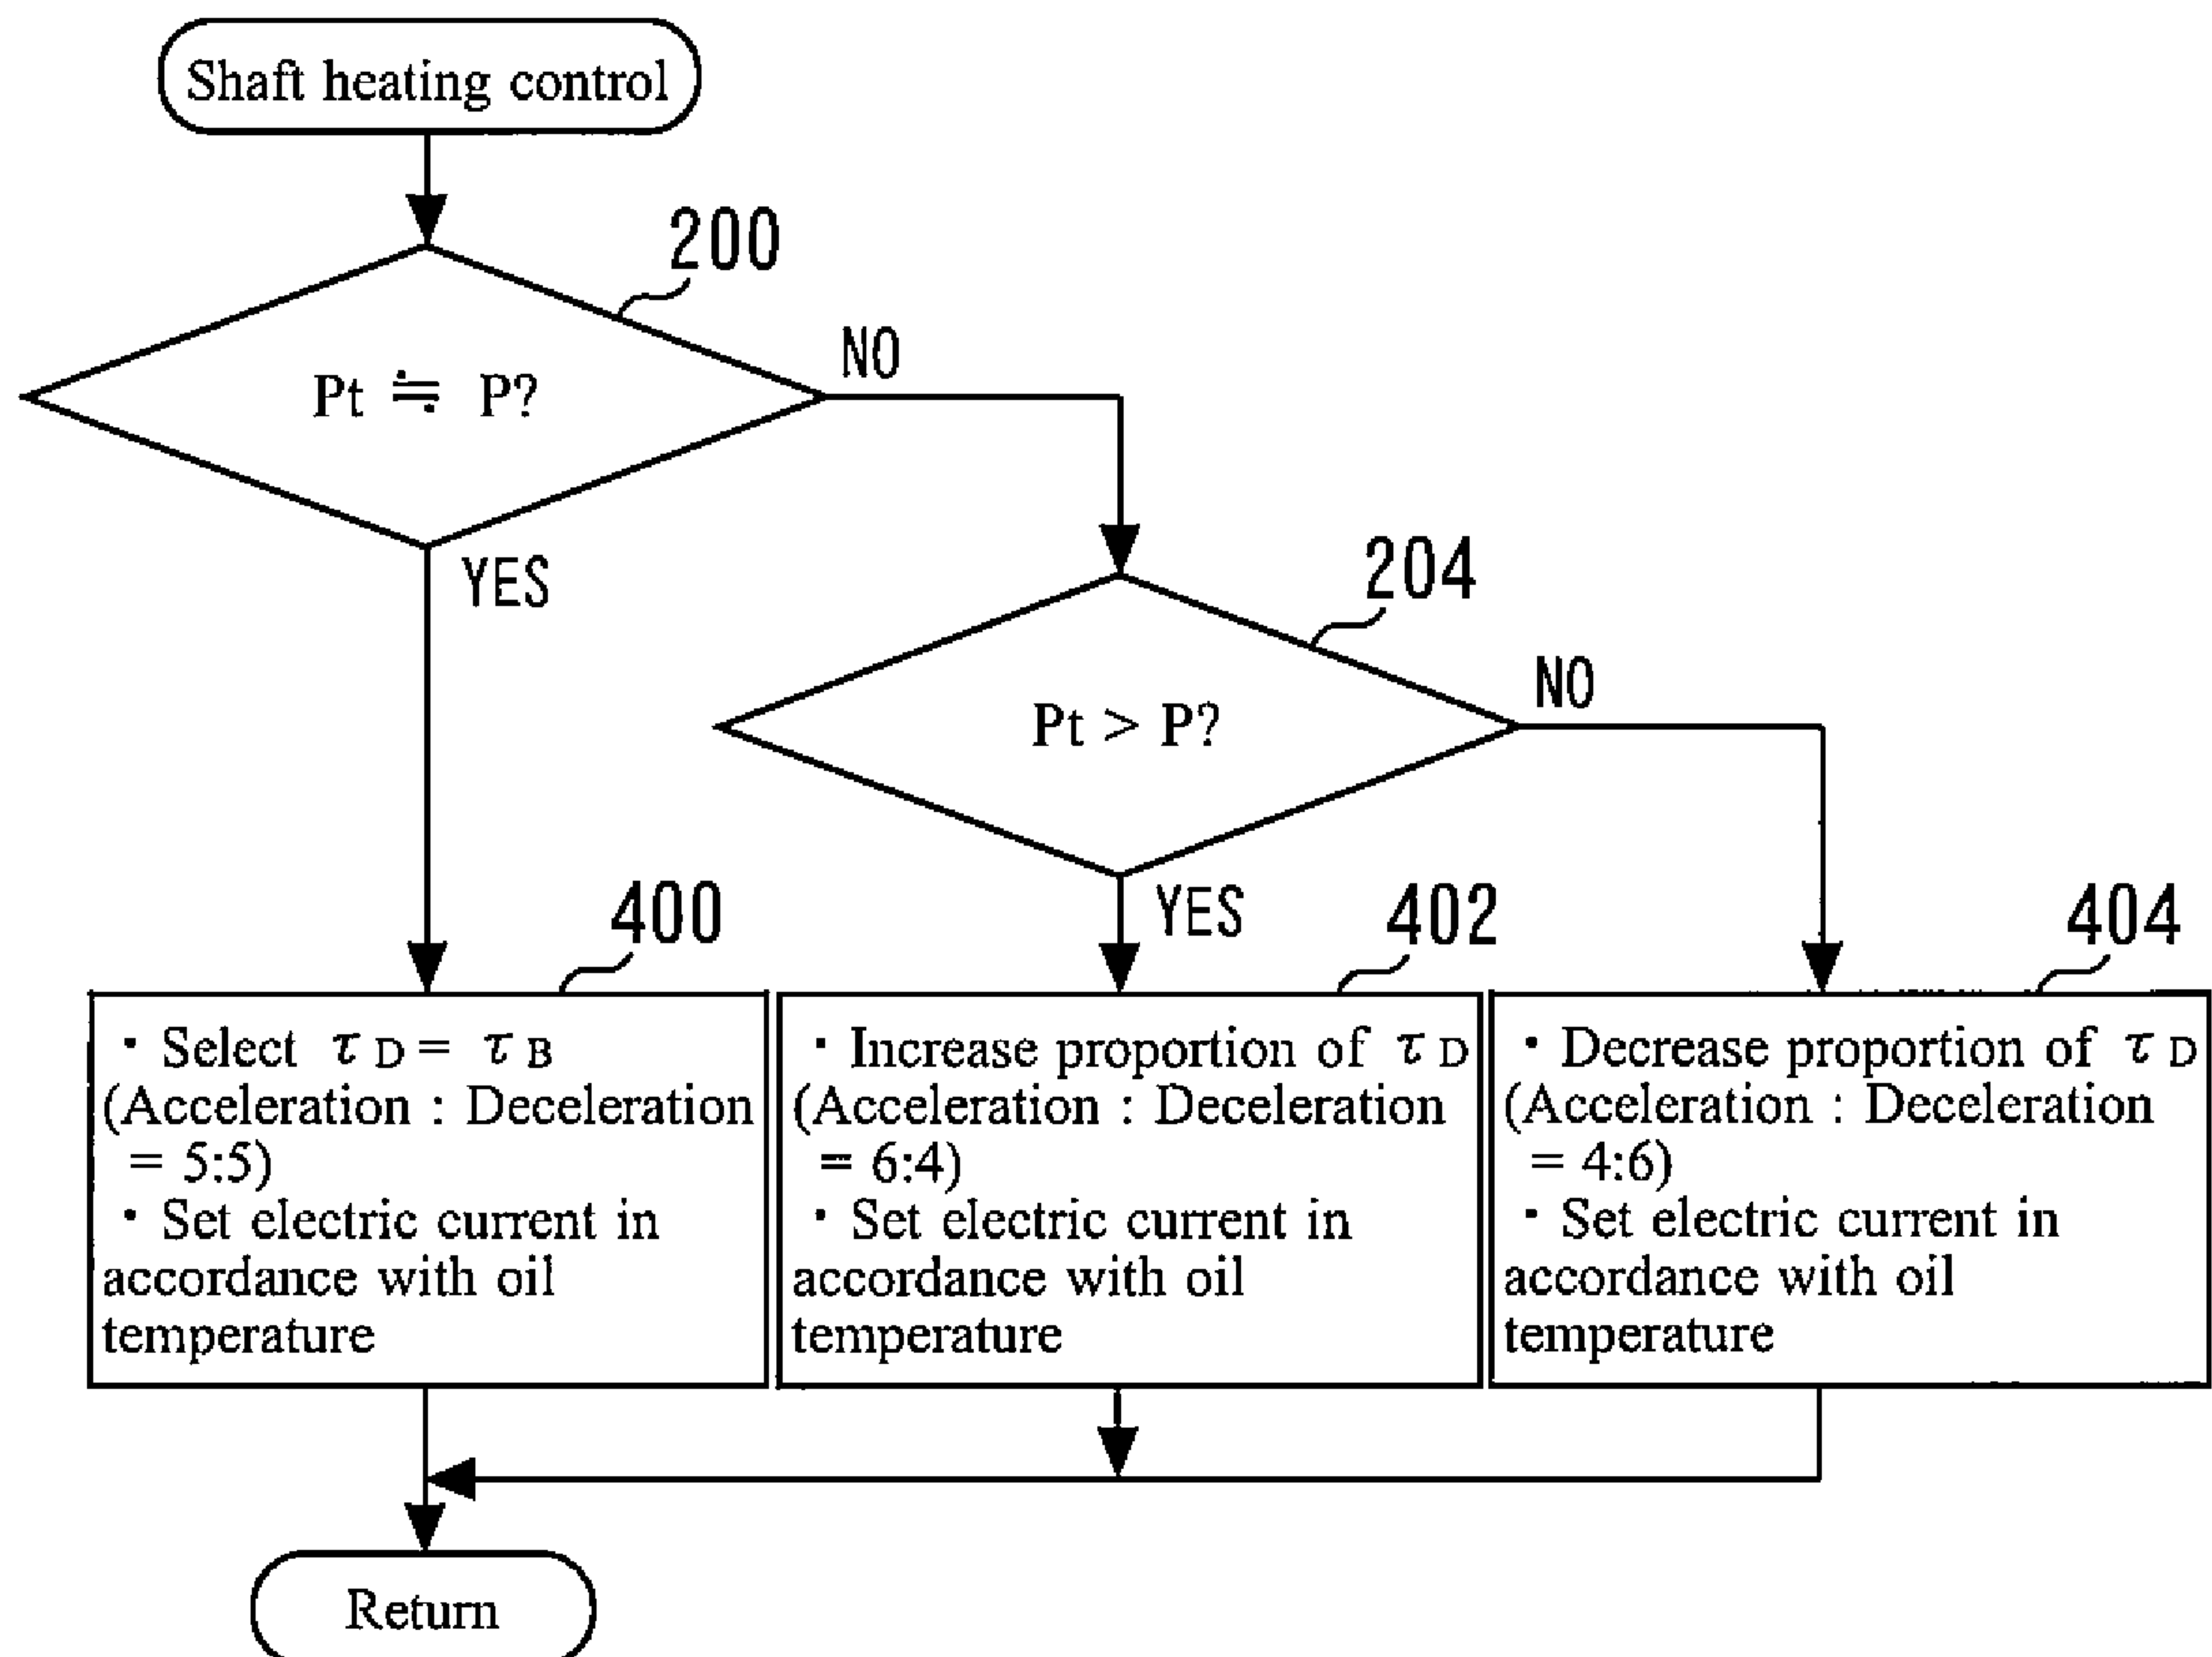 Shaft heating control
200
Pt ≒ P?
NO
YES
204
Pt > P?
NO
YES
400
・Select τD = τB
(Acceleration : Deceleration
= 5:5)
・Set electric current in
accordance with oil
temperature
402
・Increase proportion of τD
(Acceleration : Deceleration
= 6:4)
・Set electric current in
accordance with oil
temperature
404
・Decrease proportion of τD
(Acceleration : Deceleration
= 4:6)
・Set electric current in
accordance with oil
temperature
Return